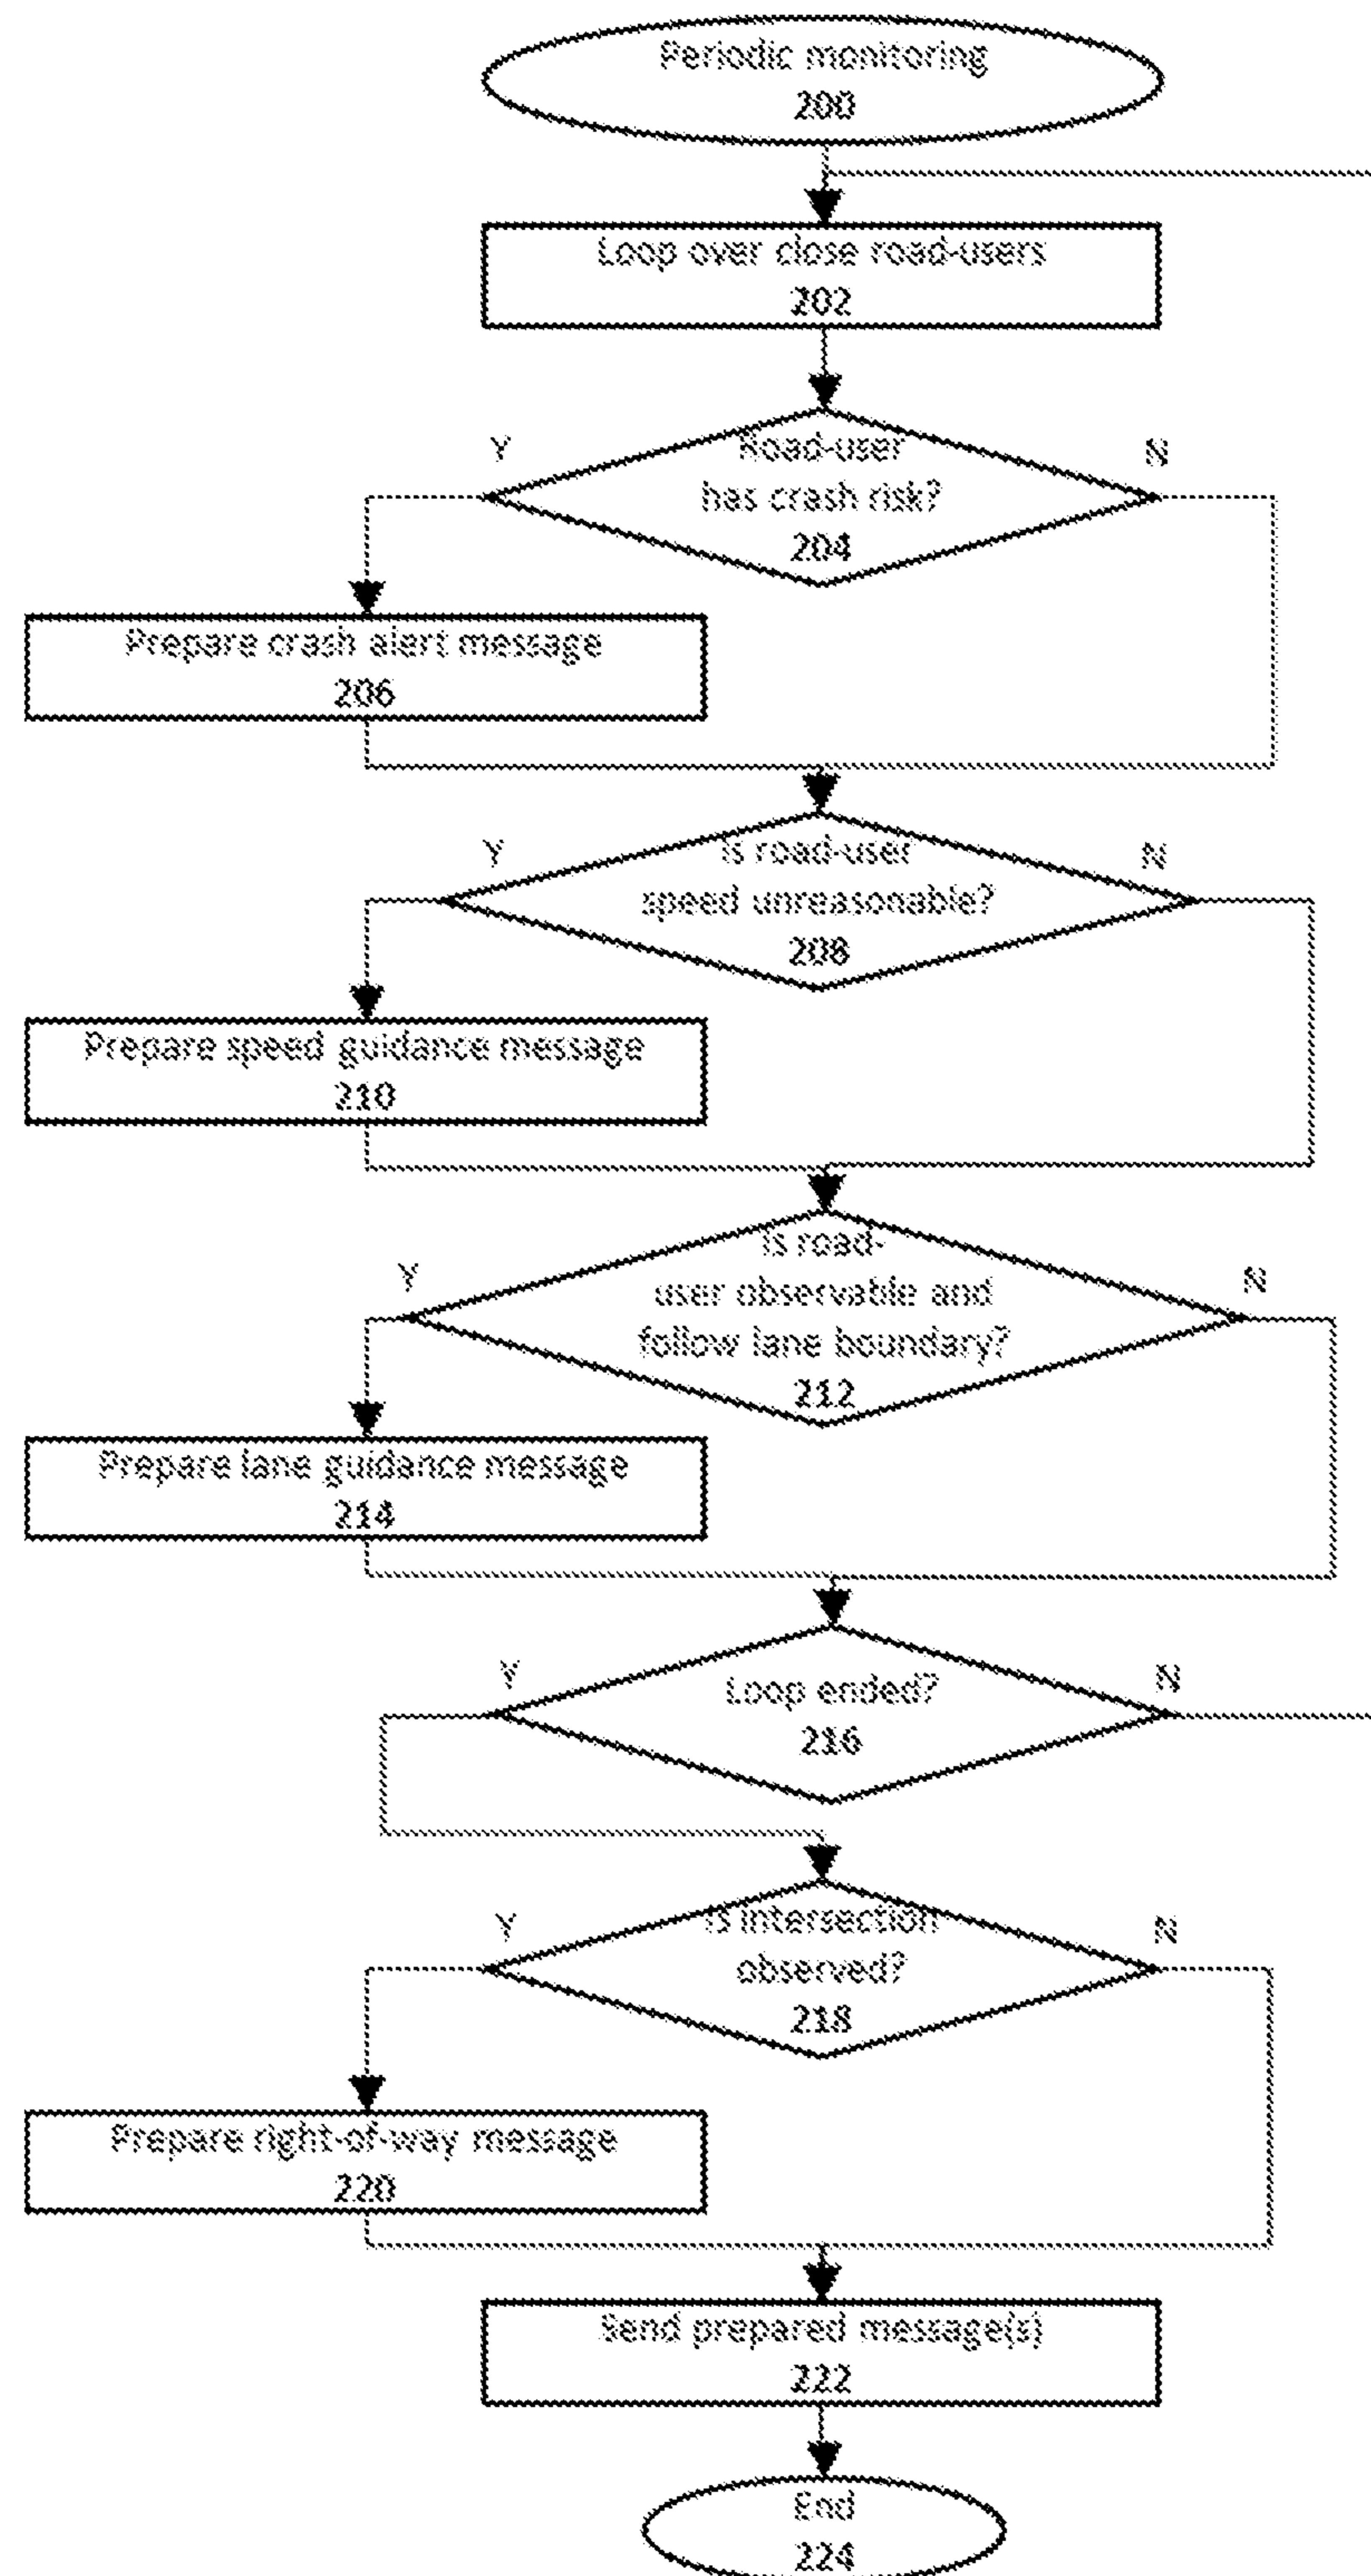 Periodic monitoring
200
Loop over close road-users
202
Y
N
Road-user
has crash risk?
204
Prepare crash alert message
206
Y
N
Is road-user
speed unreasonable?
208
Prepare speed guidance message
210
Y
N
Is road-
user observable and
follow lane boundary?
212
Prepare lane guidance message
214
Y
N
Loop ended?
216
Y
N
Is intersection
observed?
218
Prepare right-of-way message
220
Send prepared message(s)
222
End
224